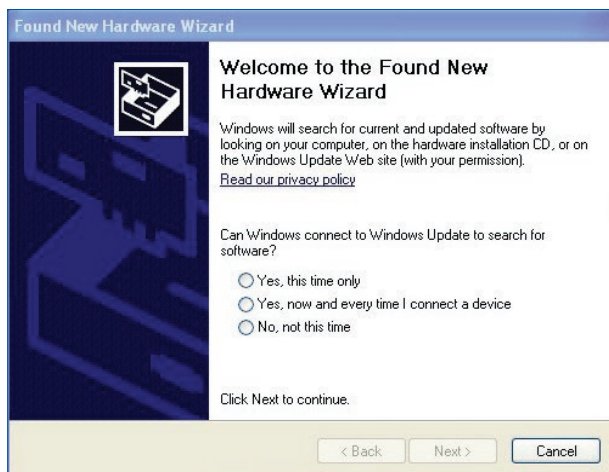 Found New Hardware Wizard
Welcome to the Found New
Hardware Wizard
Windows will search for current and updated software by
looking on your computer, on the hardware installation CD, or on
the Windows Update Web site (with your permission).
Read our privacy policy
Can Windows connect to Windows Update to search for
software?
Yes, this time only
Yes, now and every time I connect a device
No, not this time
Click Next to continue.
< Back
Next >
Cancel